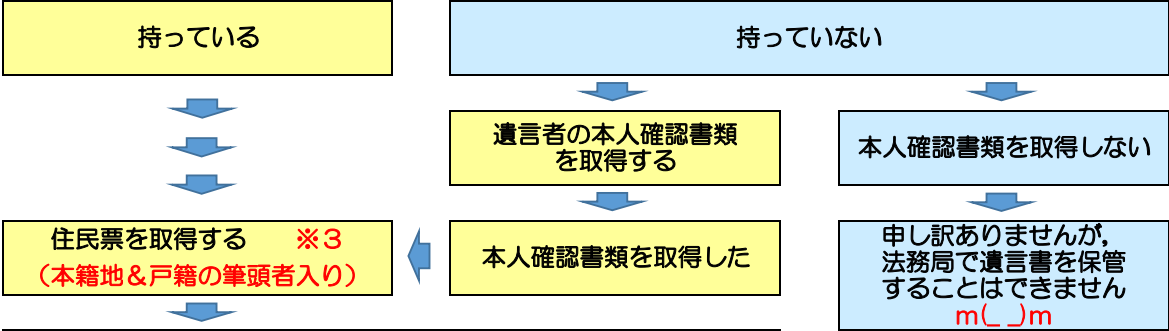 持っている
持っていない
遺言者の本人確認書類
を取得する
本人確認書類を取得しない
住民票を取得する　　※３
（本籍地＆戸籍の筆頭者入り）
本人確認書類を取得した
申し訳ありませんが，
法務局で遺言書を保管
することはできません
m(_ _)m